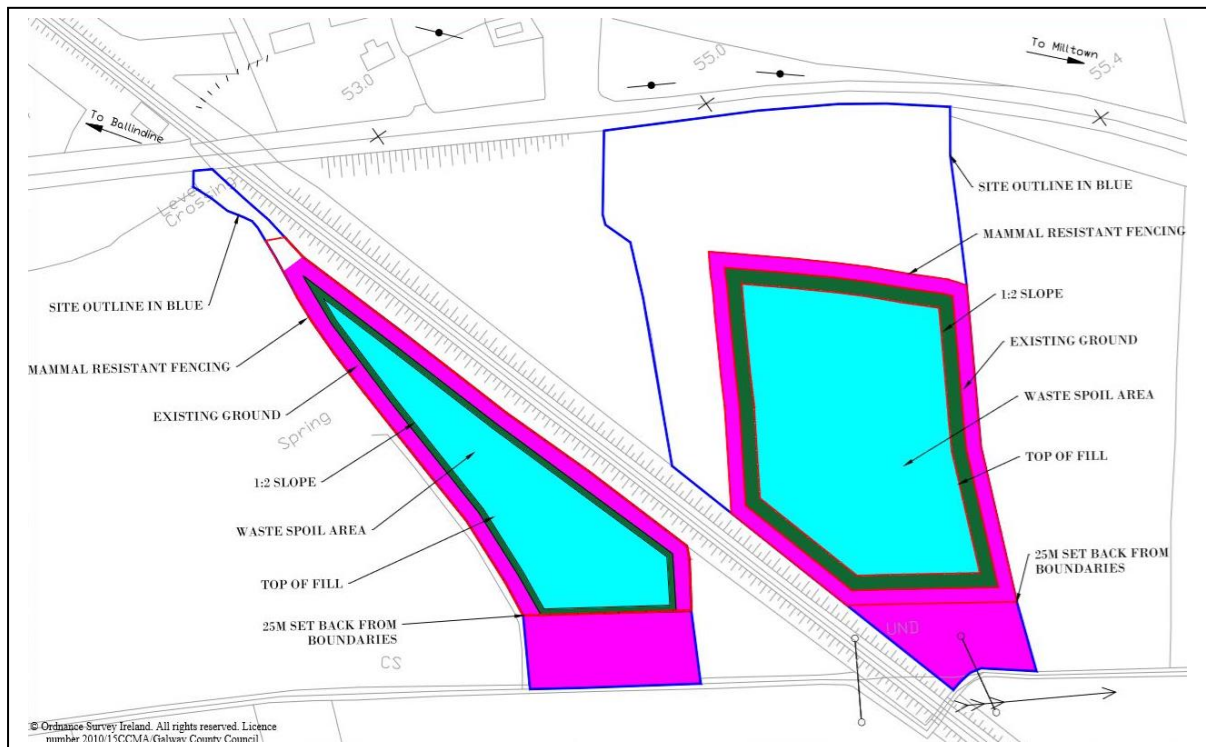 To Milltown
55.0
55.4
53.0
To Ballindine
Level
Crossing
SITE OUTLINE IN BLUE
MAMMAL RESISTANT FENCING
1:2 SLOPE
EXISTING GROUND
WASTE SPOIL AREA
TOP OF FILL
25M SET BACK FROM
BOUNDARIES
SITE OUTLINE IN BLUE
MAMMAL RESISTANT FENCING
EXISTING GROUND
Spring
1:2 SLOPE
WASTE SPOIL AREA
TOP OF FILL
25M SET BACK FROM
BOUNDARIES
UND
CS
© Ordnance Survey Ireland. All rights reserved. Licence
number 2010/15CCMA/Galway County Council